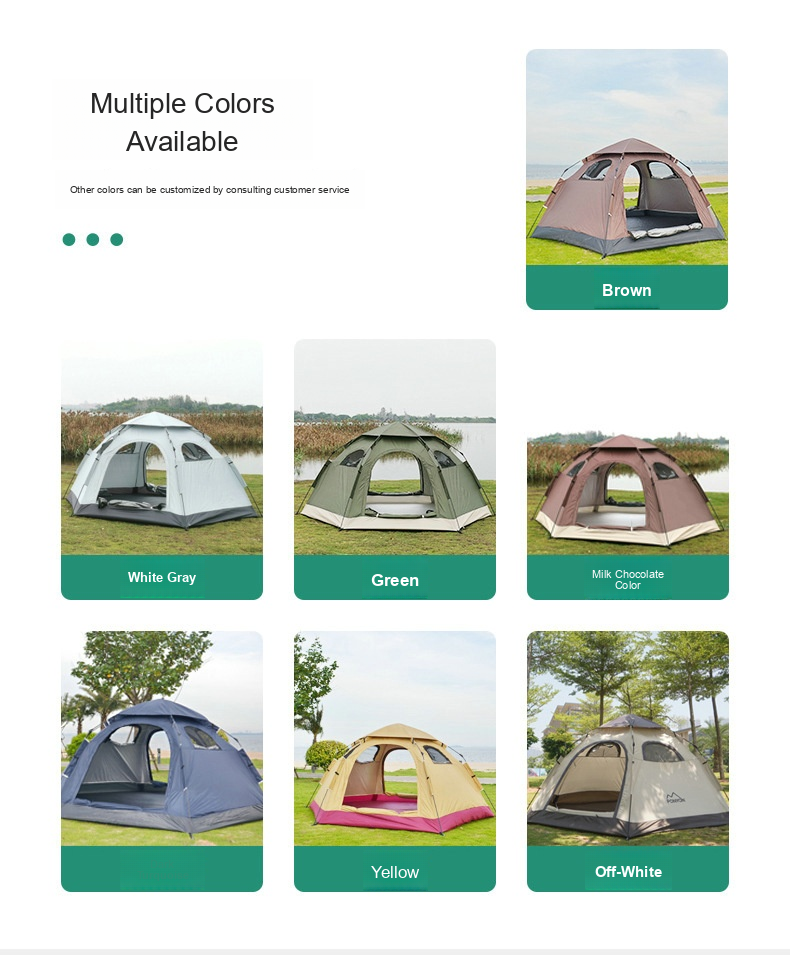 Multiple Colors
Available
Other colors can be customized by consulting customer service
Brown
White Gray
Green
Milk Chocolate
Color
Yellow
Off-White